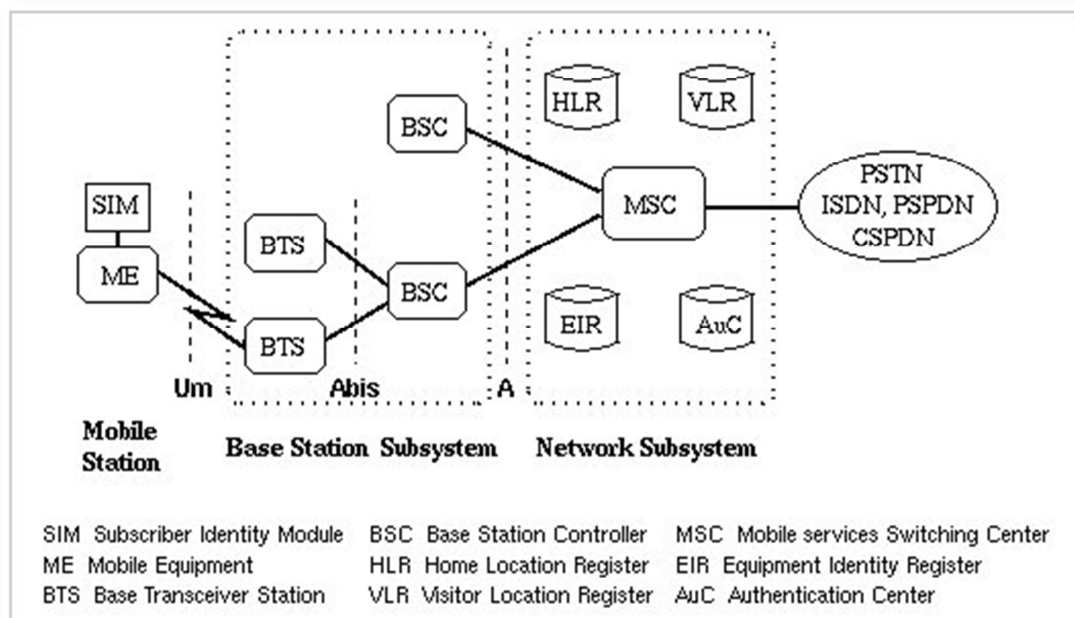 HLR
VLR
BSC
SIM
MSC
PSTN
ISDN, PSPDN
CSPDN
BTS
ME
BSC
EIR
AuC
BTS
Um
Abis
A
Mobile
Station
Base Station Subsystem
Network Subsystem
SIM Subscriber Identity Module
BSC Base Station Controller
MSC Mobile services Switching Center
ME Mobile Equipment
HLR Home Location Register
EIR Equipment Identity Register
BTS Base Transceiver Station
VLR Visitor Location Register
AuC Authentication Center